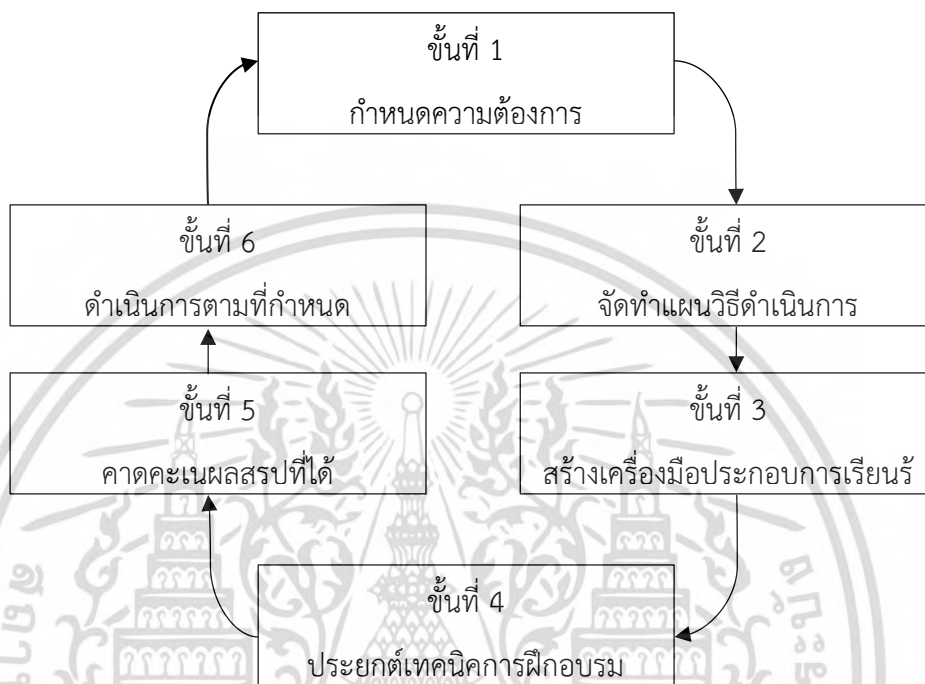 ขั้นที่ 1
กำหนดความต้องการ
ขั้นที่ 2
จัดทำแผนวิธีดำเนินการ
ขั้นที่ 3
สร้างเครื่องมือประกอบการเรียนร้
ขั้นที่ 4
ประยกต์เทคนิคการฝึกอบรม
ขั้นที่ 5
คาดคะเนผลสรปที่ได้
ขั้นที่ 6
ดำเนินการตามที่กำหนด